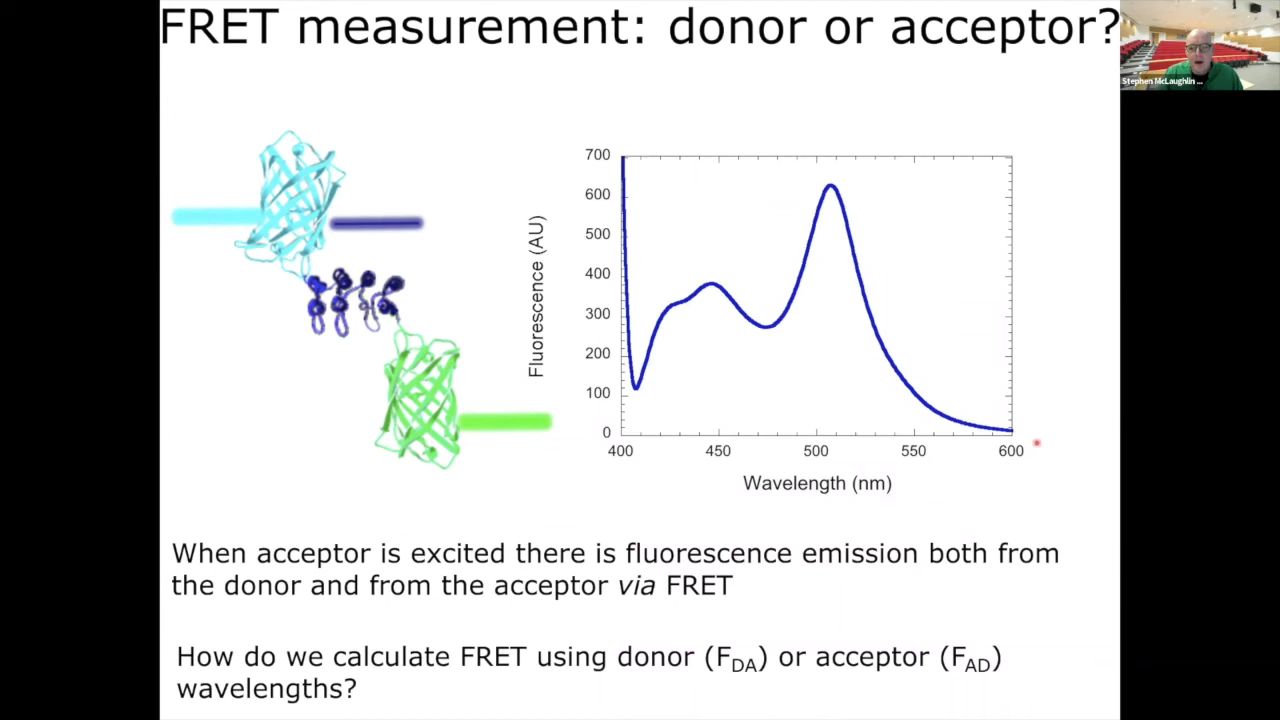 FRET measurement: donor or acceptor?
Stephen McLaughlin ...
700
600
500
400
300
200
100
0
Fluorescence (AU)
400 450 500 550 600
Wavelength (nm)
When acceptor is excited there is fluorescence emission both from
the donor and from the acceptor via FRET
How do we calculate FRET using donor (FDA) or acceptor (FAD)
wavelengths?